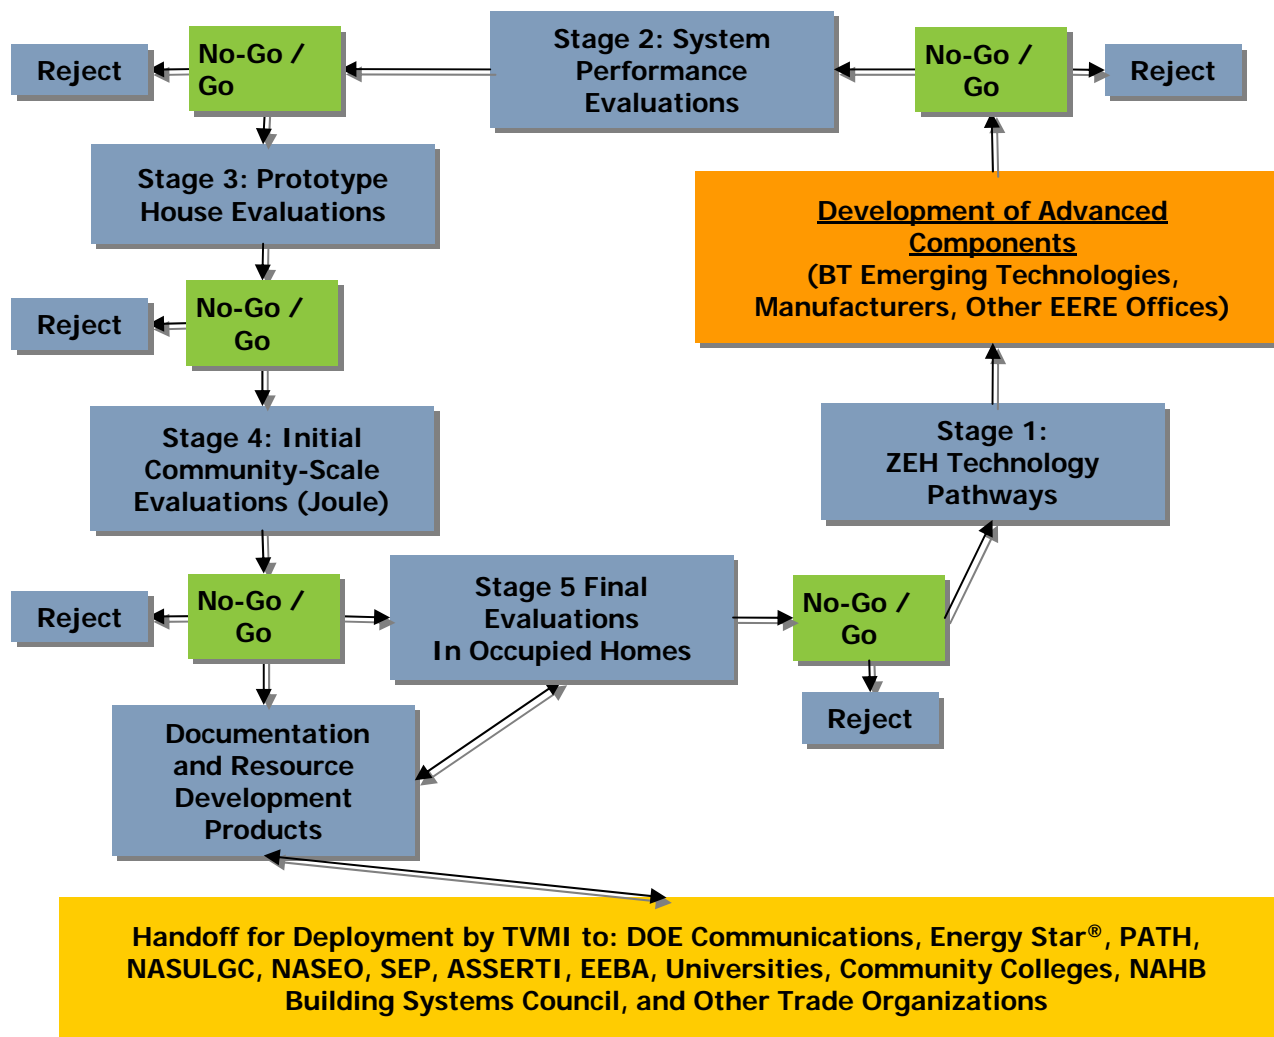 Reject
No-Go /
Go
Stage 2: System
Performance
Evaluations
No-Go /
Go
Reject
Stage 3: Prototype
House Evaluations
Development of Advanced
Components
(BT Emerging Technologies,
Manufacturers, Other EERE Offices)
Reject
No-Go /
Go
Stage 4: Initial
Community-Scale
Evaluations (Joule)
Stage 1:
ZEH Technology
Pathways
Reject
No-Go /
Go
Stage 5 Final
Evaluations
In Occupied Homes
No-Go /
Go
Reject
Documentation
and Resource
Development
Products
Handoff for Deployment by TVMI to: DOE Communications, Energy Star®, PATH,
NASULGC, NASEO, SEP, ASSERTI, EEBA, Universities, Community Colleges, NAHB
Building Systems Council, and Other Trade Organizations